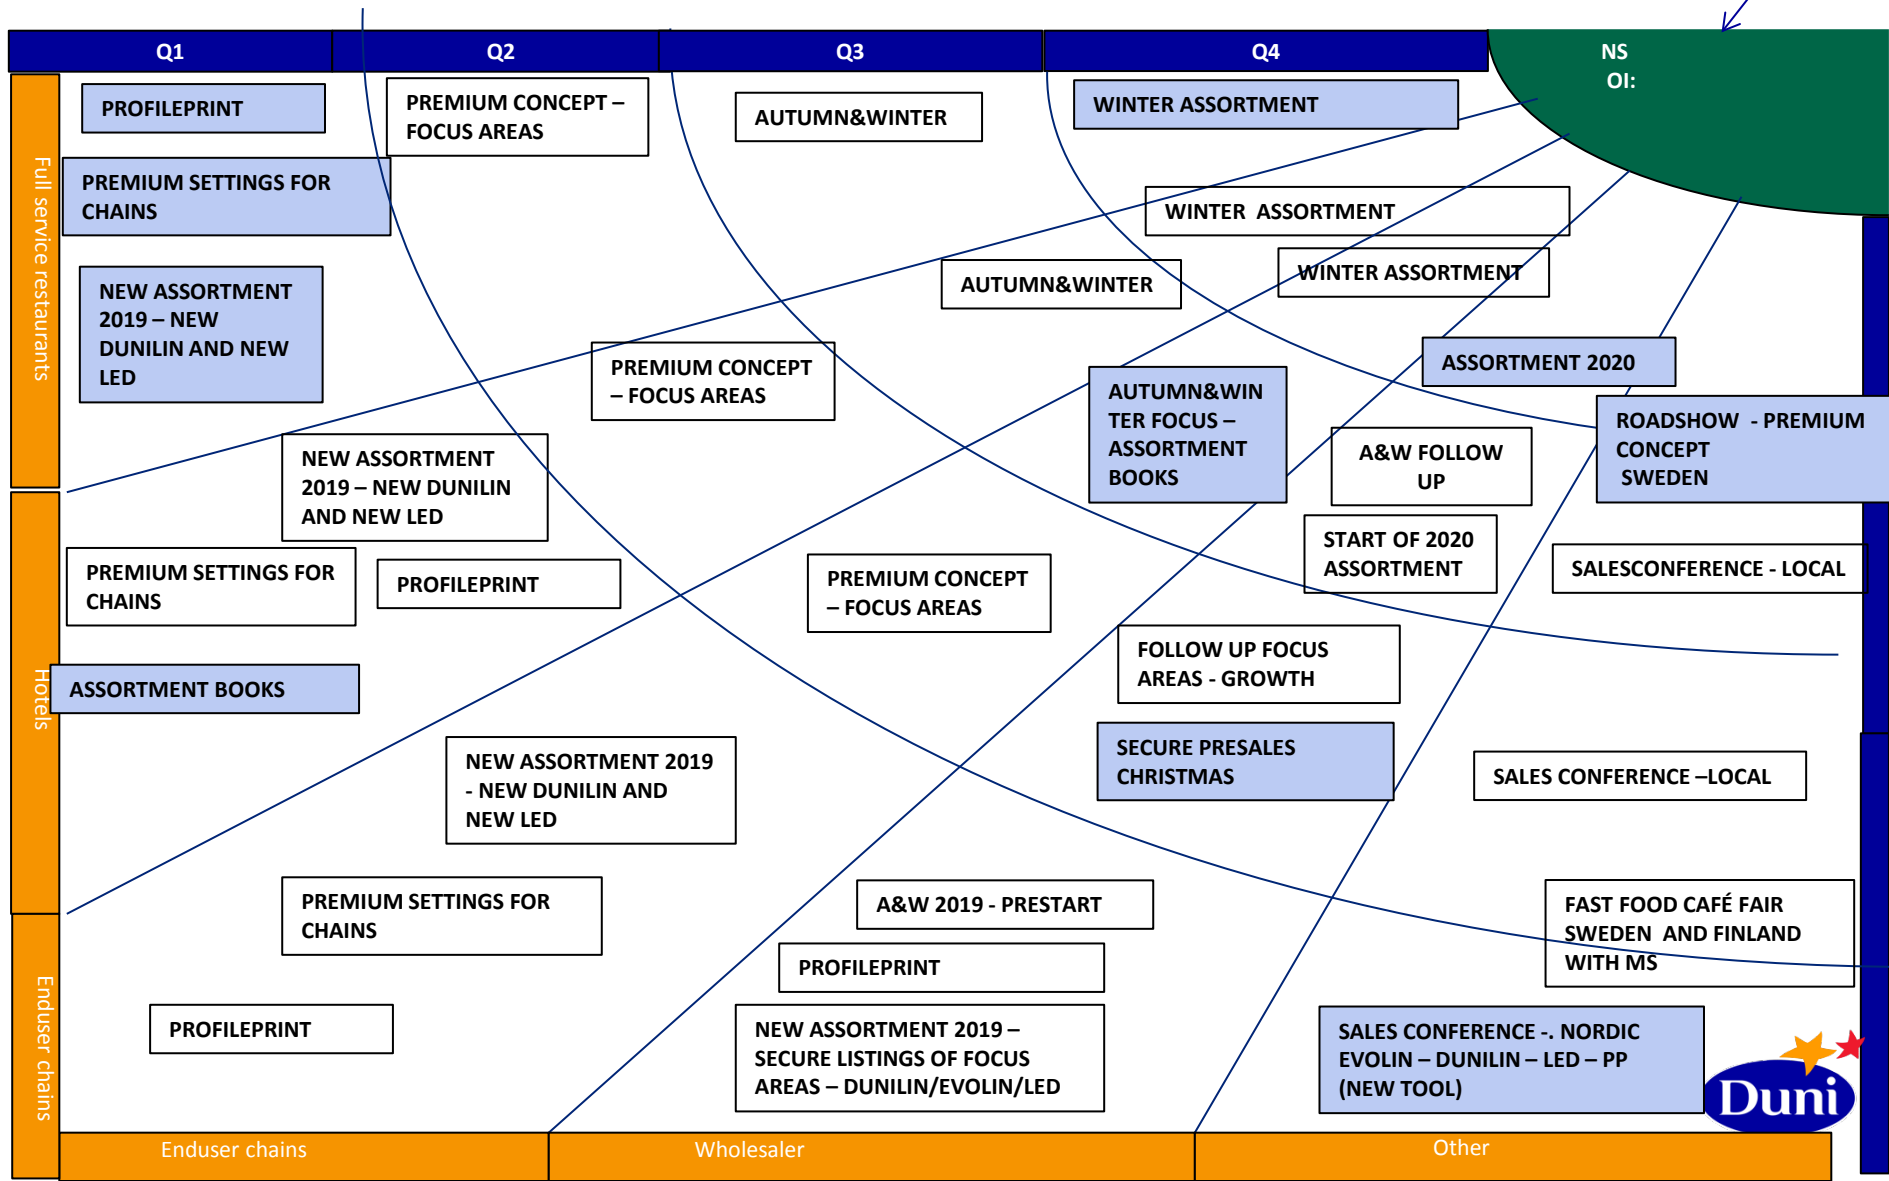 Q1
Q2
Q3
Q4
NS
OI:
Full service restaurants
PROFILEPRINT
PREMIUM CONCEPT –
FOCUS AREAS
AUTUMN&WINTER
WINTER ASSORTMENT
PREMIUM SETTINGS FOR
CHAINS
WINTER  ASSORTMENT
NEW ASSORTMENT
2019 – NEW
DUNILIN AND NEW
LED
AUTUMN&WINTER
WINTER ASSORTMENT
PREMIUM CONCEPT
– FOCUS AREAS
ASSORTMENT 2020
AUTUMN&WIN
TER FOCUS –
ASSORTMENT
BOOKS
ROADSHOW  - PREMIUM
CONCEPT
SWEDEN
NEW ASSORTMENT
2019 – NEW DUNILIN
AND NEW LED
A&W FOLLOW
UP
Hotels
PREMIUM SETTINGS FOR
CHAINS
PROFILEPRINT
PREMIUM CONCEPT
– FOCUS AREAS
START OF 2020
ASSORTMENT
SALESCONFERENCE - LOCAL
FOLLOW UP FOCUS
AREAS - GROWTH
ASSORTMENT BOOKS
NEW ASSORTMENT 2019
- NEW DUNILIN AND
NEW LED
SECURE PRESALES
CHRISTMAS
SALES CONFERENCE –LOCAL
PREMIUM SETTINGS FOR
CHAINS
A&W 2019 - PRESTART
FAST FOOD CAFÉ FAIR
SWEDEN  AND FINLAND
WITH MS
Enduser chains
PROFILEPRINT
PROFILEPRINT
NEW ASSORTMENT 2019 –
SECURE LISTINGS OF FOCUS
AREAS – DUNILIN/EVOLIN/LED
SALES CONFERENCE -. NORDIC
EVOLIN – DUNILIN – LED – PP
(NEW TOOL)
Duni
Enduser chains
Wholesaler
Other